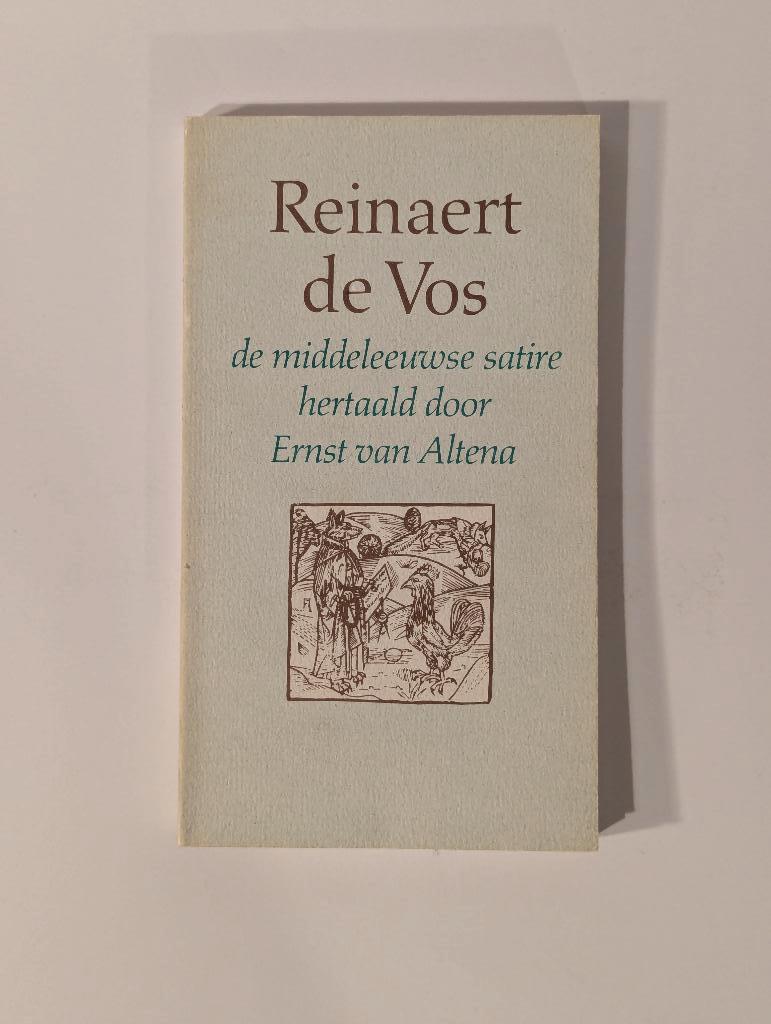 Reinaert
de Vos
de middeleeuwse satire
hertaald door
Ernst van Altena